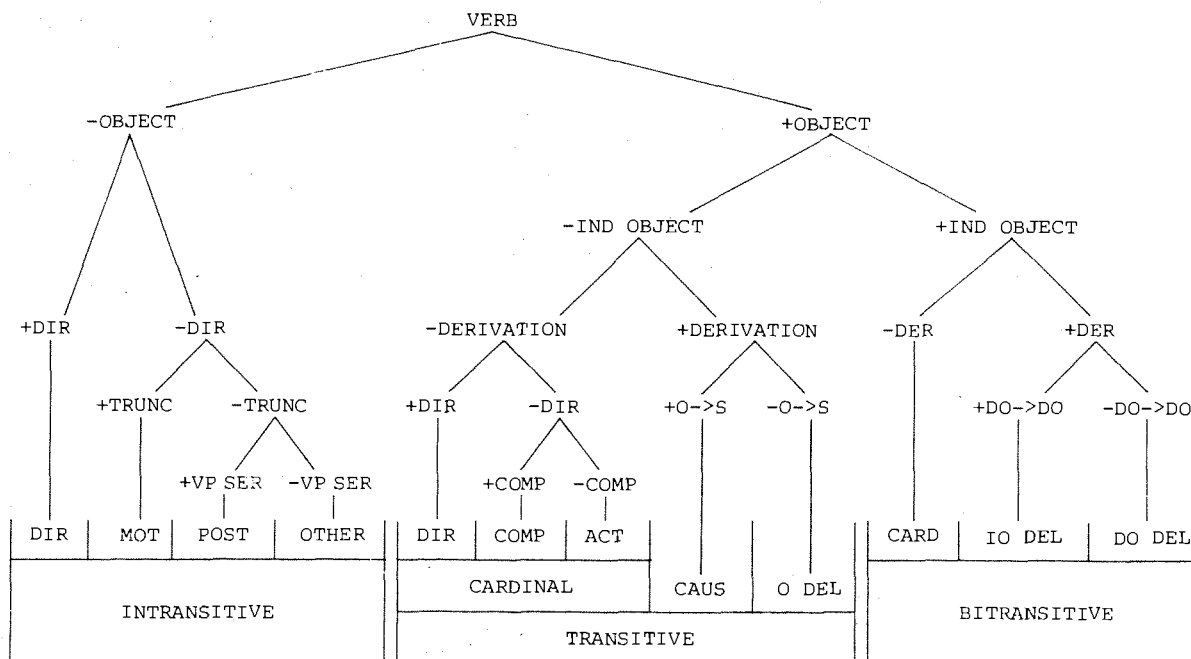 VERB
-OBJECT +OBJECT
-IND OBJECT +IND OBJECT
+DIR -DIR -DERIVATION +DERIVATION -DER +DER
+TRUNC -TRUNC +DIR -DIR +O->S -O->S +DO->DO -DO->DO
+VP SER -VP SER +COMP -COMP
DIR MOT POST OTHER DIR COMP ACT CARD IO DEL DO DEL
CARDINAL CAUS O DEL
INTRANSITIVE BITRANSITIVE
TRANSITIVE